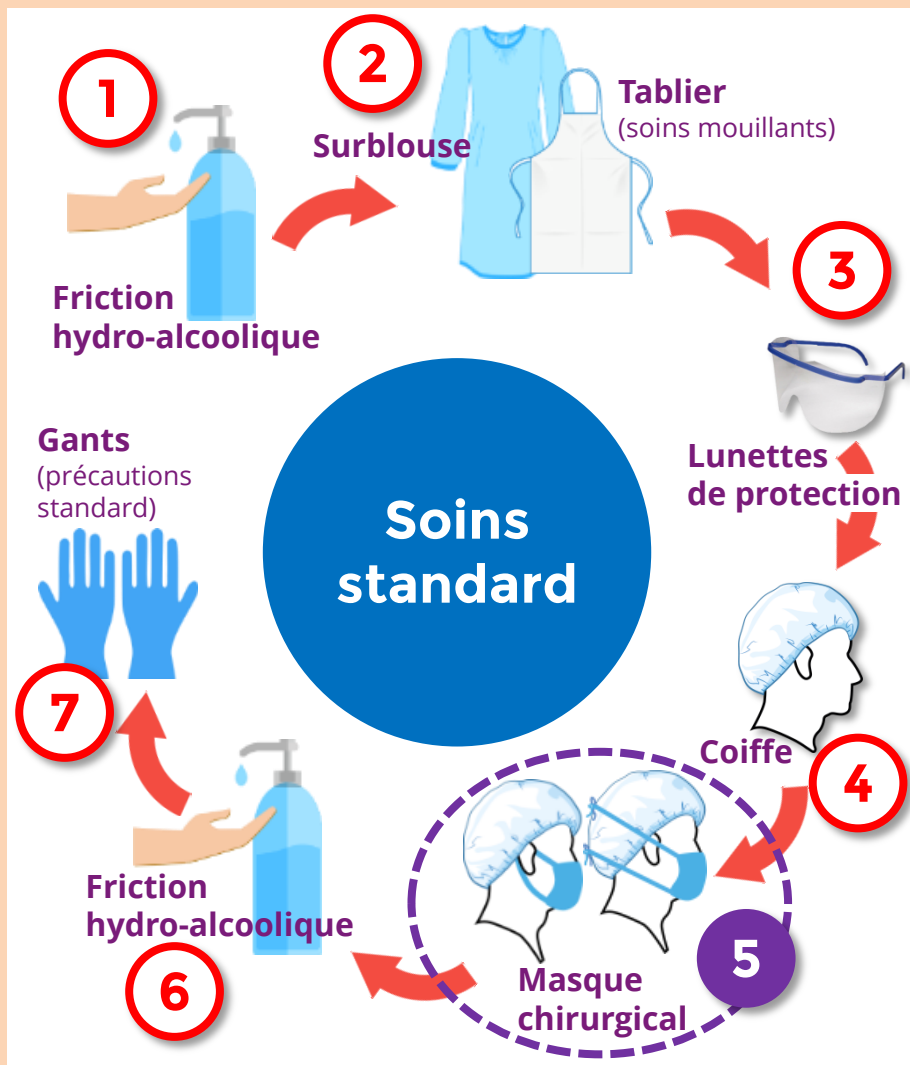 1
Friction
hydro-alcoolique
2
Surblouse
Tablier
(soins mouillants)
3
Lunettes
de protection
Coiffe
4
Masque
chirurgical
5
Friction
hydro-alcoolique
6
Gants
(précautions
standard)
7
Soins
standard